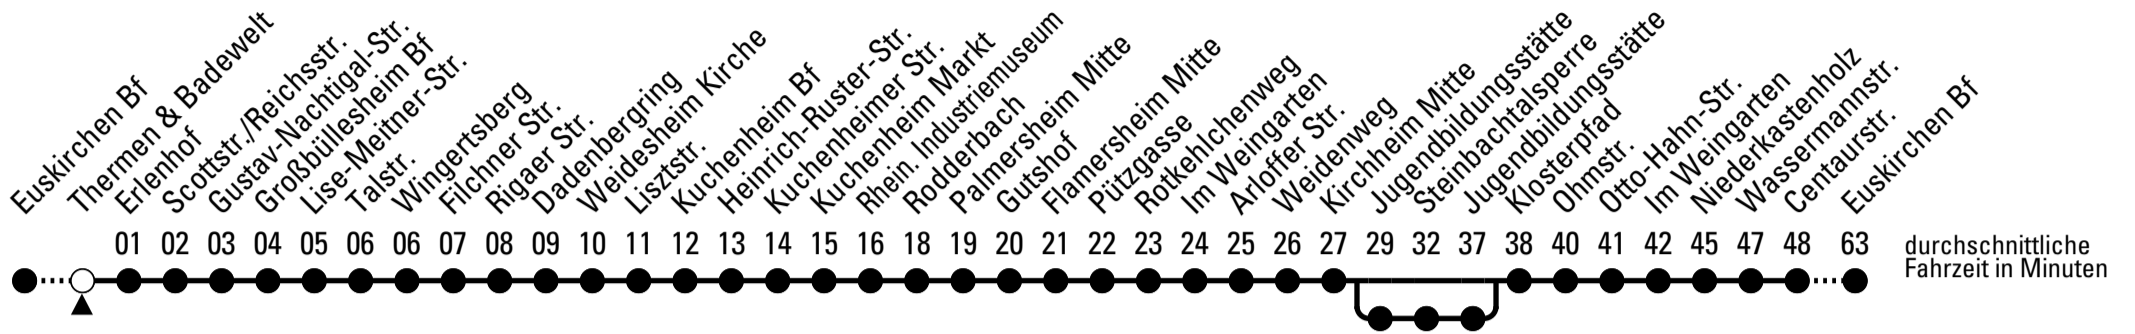 Euskirchen Bf
Thermen & Badewelt
Erlenhof
Scottstr./Reichsstr.
Gustav-Nachtigal-Str.
Großbüllesheim Bf
Lise-Meitner-Str.
Talstr.
Wingertsberg
Filchner Str.
Rigaer Str.
Dadenbergring
Weidesheim Kirche
Lisztstr.
Kuchenheim Bf
Heinrich-Ruster-Str.
Kuchenheimer Str.
Kuchenheim Markt
Rhein. Industriemuseum
Rodderbach
Palmersheim Mitte
Gutshof
Flamersheim Mitte
Pützgasse
Rotkehlchenweg
Im Weingarten
Arloffer Str.
Weidenweg
Kirchheim Mitte
Jugendbildungsstätte
Steinbachtalsperre
Jugendbildungsstätte
Klosterpfad
Ohmstr.
Otto-Hahn-Str.
Im Weingarten
Niederkastenholz
Wassermannstr.
Centaurstr.
Euskirchen Bf
01 02 03 04 05 06 06 07 08 09 10 11 12 13 14 15 16 18 19 20 21 22 23 24 25 26 27 29 32 37 38 40 41 42 45 47 48 63
durchschnittliche
Fahrzeit in Minuten